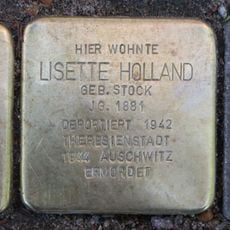 HIER WOHNTE
LISETTE HOLLAND
GEB. STOCK
JG. 1881
DEPORTIERT 1942
THERESIENSTADT
1944 AUSCHWITZ
ERMORDET